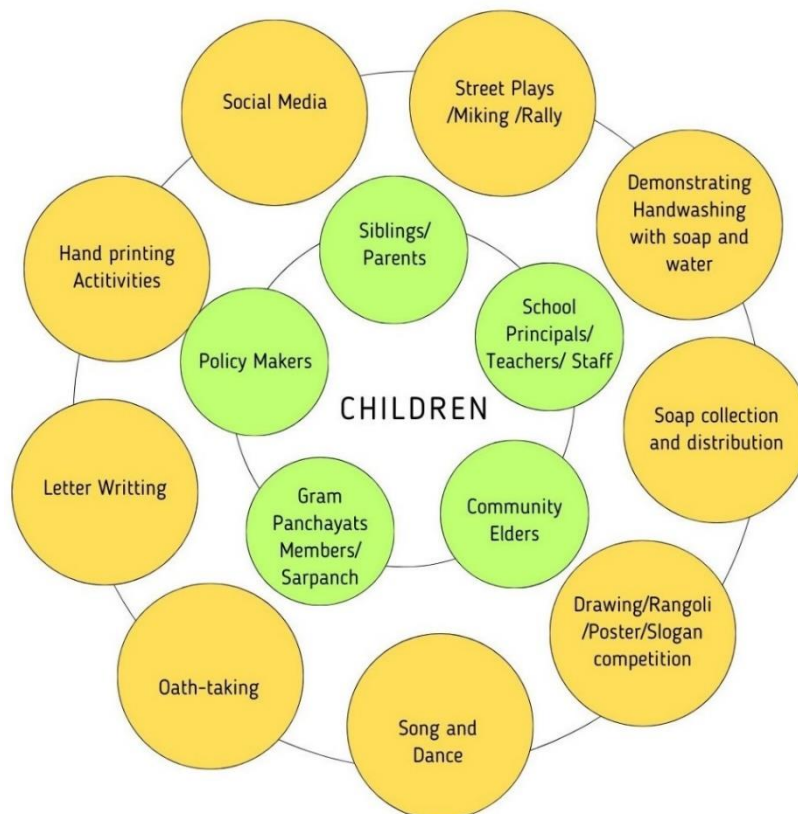 Social Media
Street Plays
/Miking /Rally
Demonstrating
Handwashing
with soap and
water
Soap collection
and distribution
Drawing/Rangoli
/Poster/Slogan
competition
Song and
Dance
Oath-taking
Letter Writting
Hand printing
Actitivities
Siblings/
Parents
School
Principals/
Teachers/ Staff
Community
Elders
Gram
Panchayats
Members/
Sarpanch
Policy Makers
CHILDREN